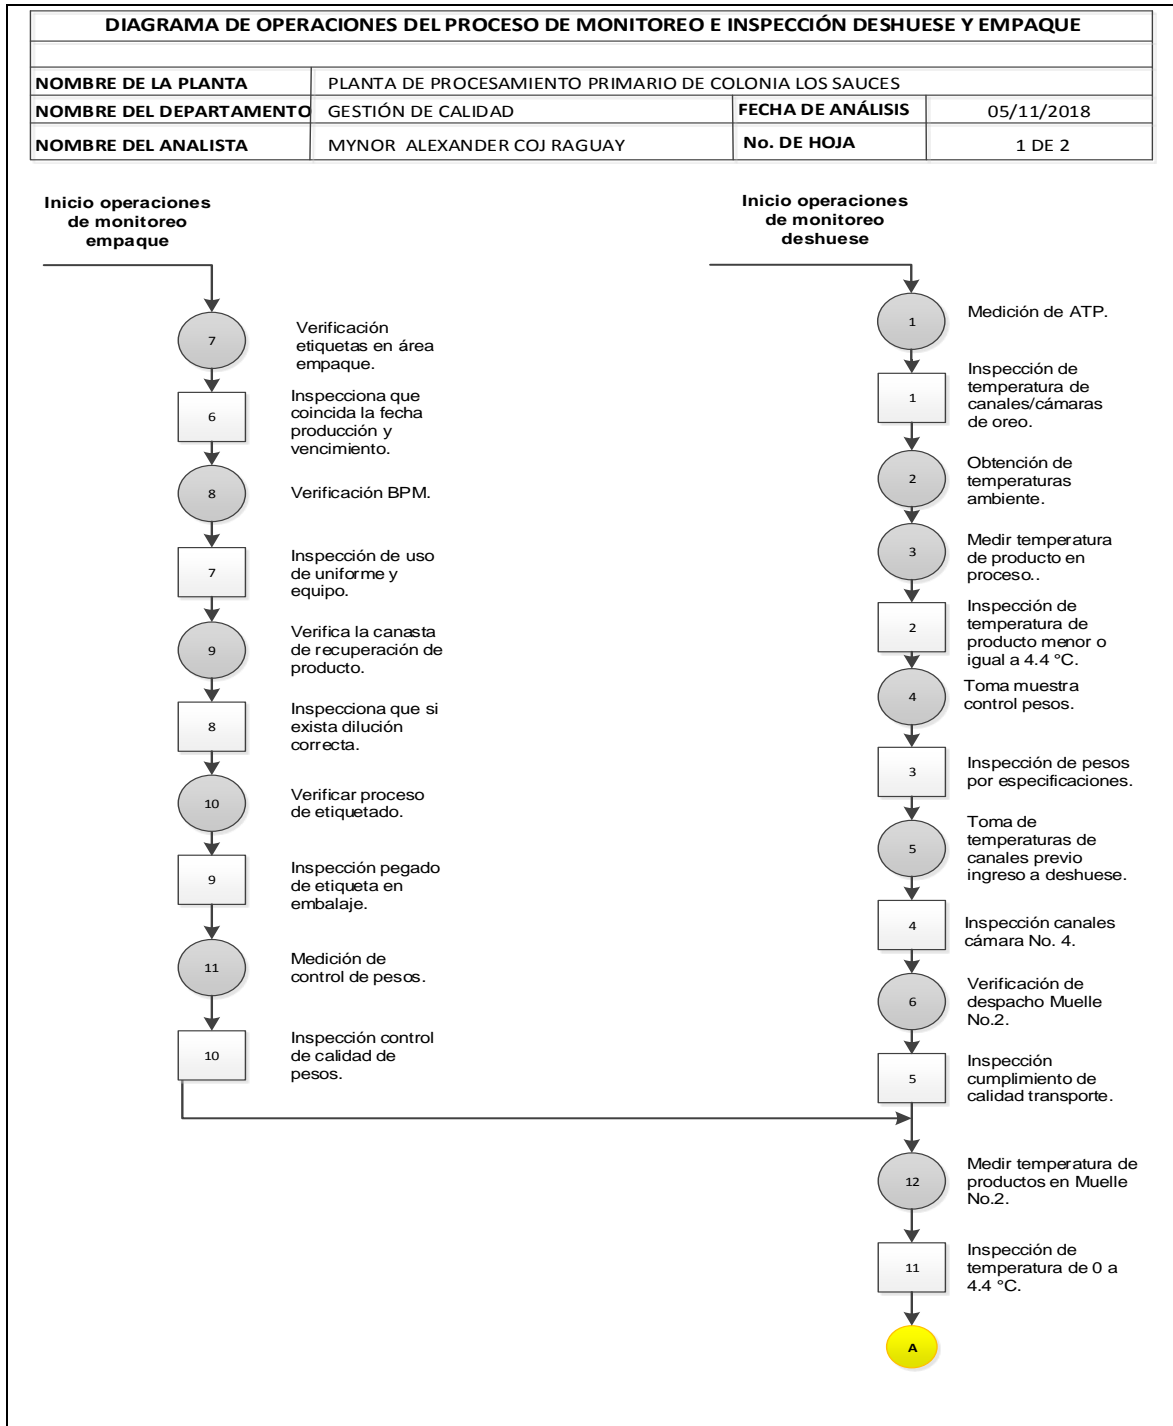 DIAGRAMA DE OPERACIONES DEL PROCESO DE MONITOREO E INSPECCIÓN DESHUESE Y EMPAQUE
NOMBRE DE LA PLANTA PLANTA DE PROCESAMIENTO PRIMARIO DE COLONIA LOS SAUCES
NOMBRE DEL DEPARTAMENTO GESTIÓN DE CALIDAD FECHA DE ANÁLISIS 05/11/2018
NOMBRE DEL ANALISTA MYNOR ALEXANDER COJ RAGUAY No. DE HOJA 1 DE 2
Inicio operaciones
de monitoreo
empaque
7
Verificación
etiquetas en área
empaque.
6
Inspecciona que
coincida la fecha
producción y
vencimiento.
8
Verificación BPM.
7
Inspección de uso
de uniforme y
equipo.
9
Verifica la canasta
de recuperación de
producto.
8
Inspecciona que si
exista dilución
correcta.
10
Verificar proceso
de etiquetado.
9
Inspección pegado
de etiqueta en
embalaje.
11
Medición de
control de pesos.
10
Inspección control
de calidad de
pesos.
Inicio operaciones
de monitoreo
deshuese
1
Medición de ATP.
1
Inspección de
temperatura de
canales/cámaras
de oreo.
2
Obtención de
temperaturas
ambiente.
3
Medir temperatura
de producto en
proceso..
2
Inspección de
temperatura de
producto menor o
igual a 4.4 °C.
4
Toma muestra
control pesos.
3
Inspección de pesos
por especificaciones.
5
Toma de
temperaturas de
canales previo
ingreso a deshuese.
4
Inspección canales
cámara No. 4.
6
Verificación de
despacho Muelle
No.2.
5
Inspección
cumplimiento de
calidad transporte.
12
Medir temperatura de
productos en Muelle
No.2.
11
Inspección de
temperatura de 0 a
4.4 °C.
A